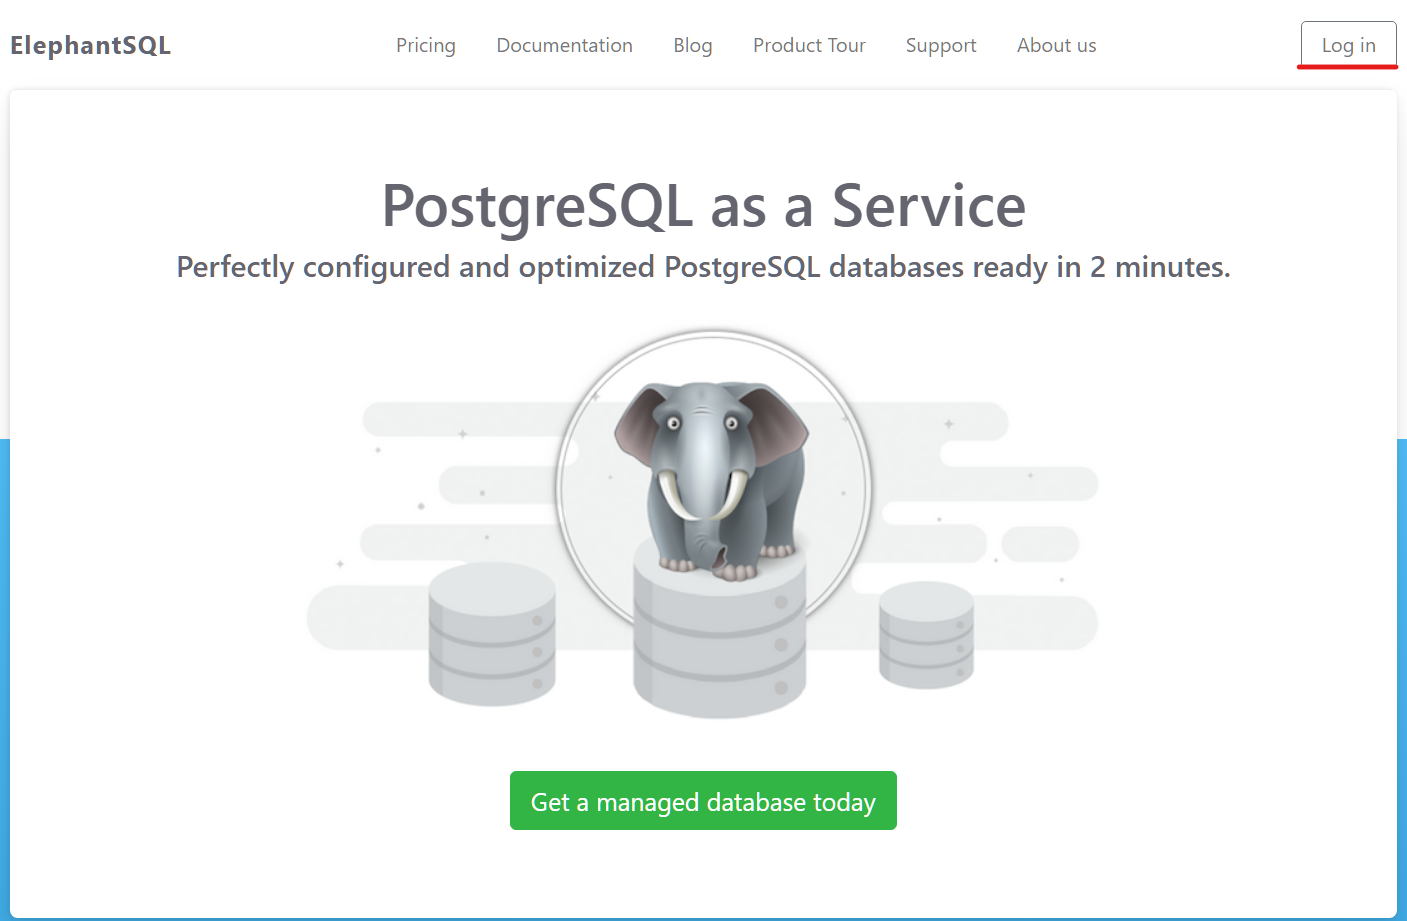 ElephantSQL
Pricing
Documentation
Blog
Product Tour
Support
About us
Log in
PostgreSQL as a Service
Perfectly configured and optimized PostgreSQL databases ready in 2 minutes.
Get a managed database today